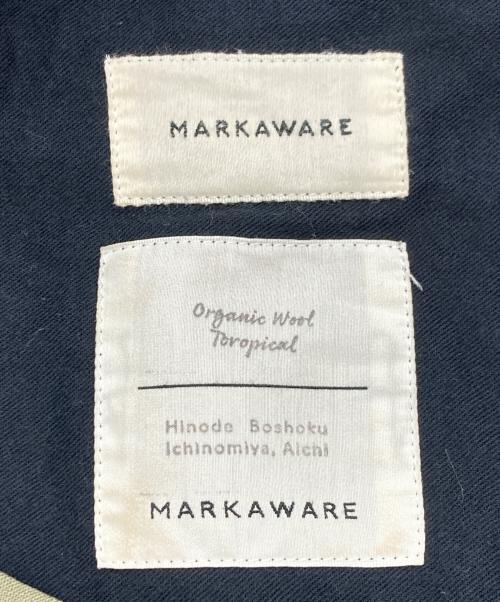 MARKAWARE
Organic Wool
Toropical
Hinode Boshoku
Ichinomiya, Aichi
MARKAWARE